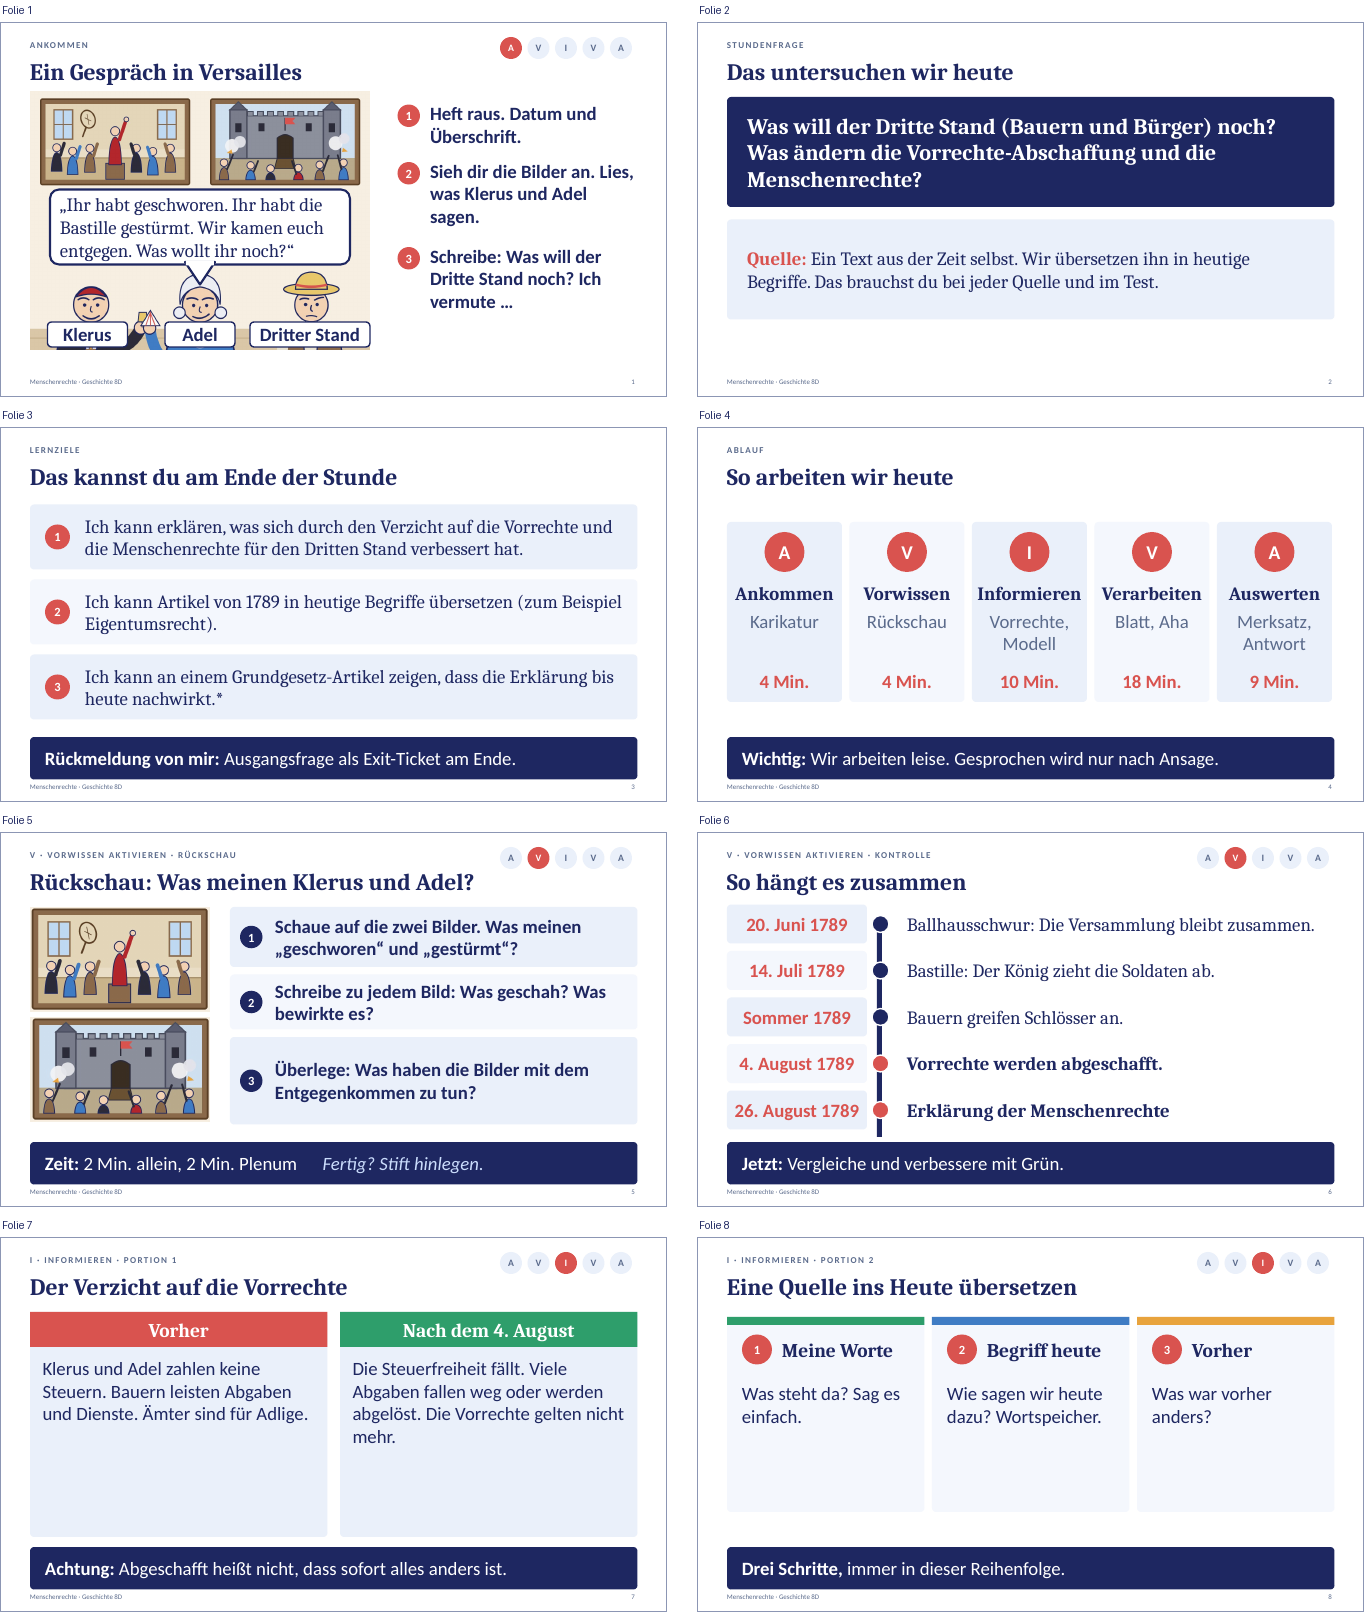 Folie 1
ANKOMMEN
A V I V A
Ein Gespräch in Versailles
„Ihr habt geschworen. Ihr habt die
Bastille gestürmt. Wir kamen euch
entgegen. Was wollt ihr noch?“
Klerus
Adel
Dritter Stand
1 Heft raus. Datum und
Überschrift.
2 Sieh dir die Bilder an. Lies,
was Klerus und Adel
sagen.
3 Schreibe: Was will der
Dritte Stand noch? Ich
vermute ...
Menschenrechte · Geschichte 8D
1
Folie 2
STUNDENFRAGE
Das untersuchen wir heute
Was will der Dritte Stand (Bauern und Bürger) noch?
Was ändern die Vorrechte-Abschaffung und die
Menschenrechte?
Quelle: Ein Text aus der Zeit selbst. Wir übersetzen ihn in heutige
Begriffe. Das brauchst du bei jeder Quelle und im Test.
Menschenrechte · Geschichte 8D
2
Folie 3
LERNZIELE
Das kannst du am Ende der Stunde
1 Ich kann erklären, was sich durch den Verzicht auf die Vorrechte und
die Menschenrechte für den Dritten Stand verbessert hat.
2 Ich kann Artikel von 1789 in heutige Begriffe übersetzen (zum Beispiel
Eigentumsrecht).
3 Ich kann an einem Grundgesetz-Artikel zeigen, dass die Erklärung bis
heute nachwirkt.*
Rückmeldung von mir: Ausgangsfrage als Exit-Ticket am Ende.
Menschenrechte · Geschichte 8D
3
Folie 4
ABLAUF
So arbeiten wir heute
A
Ankommen
Karikatur
4 Min.
V
Vorwissen
Rückschau
4 Min.
I
Informieren
Vorrechte,
Modell
10 Min.
V
Verarbeiten
Blatt, Aha
18 Min.
A
Auswerten
Merksatz,
Antwort
9 Min.
Wichtig: Wir arbeiten leise. Gesprochen wird nur nach Ansage.
Menschenrechte · Geschichte 8D
4
Folie 5
V · VORWISSEN AKTIVIEREN · RÜCKSCHAU
A V I V A
Rückschau: Was meinen Klerus und Adel?
1 Schaue auf die zwei Bilder. Was meinen
„geschworen“ und „gestürmt“?
2 Schreibe zu jedem Bild: Was geschah? Was
bewirkte es?
3 Überlege: Was haben die Bilder mit dem
Entgegenkommen zu tun?
Zeit: 2 Min. allein, 2 Min. Plenum Fertig? Stift hinlegen.
Menschenrechte · Geschichte 8D
5
Folie 6
V · VORWISSEN AKTIVIEREN · KONTROLLE
A V I V A
So hängt es zusammen
20. Juni 1789 Ballhausschwur: Die Versammlung bleibt zusammen.
14. Juli 1789 Bastille: Der König zieht die Soldaten ab.
Sommer 1789 Bauern greifen Schlösser an.
4. August 1789 Vorrechte werden abgeschafft.
26. August 1789 Erklärung der Menschenrechte
Jetzt: Vergleiche und verbessere mit Grün.
Menschenrechte · Geschichte 8D
6
Folie 7
I · INFORMIEREN · PORTION 1
A V I V A
Der Verzicht auf die Vorrechte
Vorher
Klerus und Adel zahlen keine
Steuern. Bauern leisten Abgaben
und Dienste. Ämter sind für Adlige.
Nach dem 4. August
Die Steuerfreiheit fällt. Viele
Abgaben fallen weg oder werden
abgelöst. Die Vorrechte gelten nicht
mehr.
Achtung: Abgeschafft heißt nicht, dass sofort alles anders ist.
Menschenrechte · Geschichte 8D
7
Folie 8
I · INFORMIEREN · PORTION 2
A V I V A
Eine Quelle ins Heute übersetzen
1 Meine Worte
Was steht da? Sag es
einfach.
2 Begriff heute
Wie sagen wir heute
dazu? Wortspeicher.
3 Vorher
Was war vorher
anders?
Drei Schritte, immer in dieser Reihenfolge.
Menschenrechte · Geschichte 8D
8